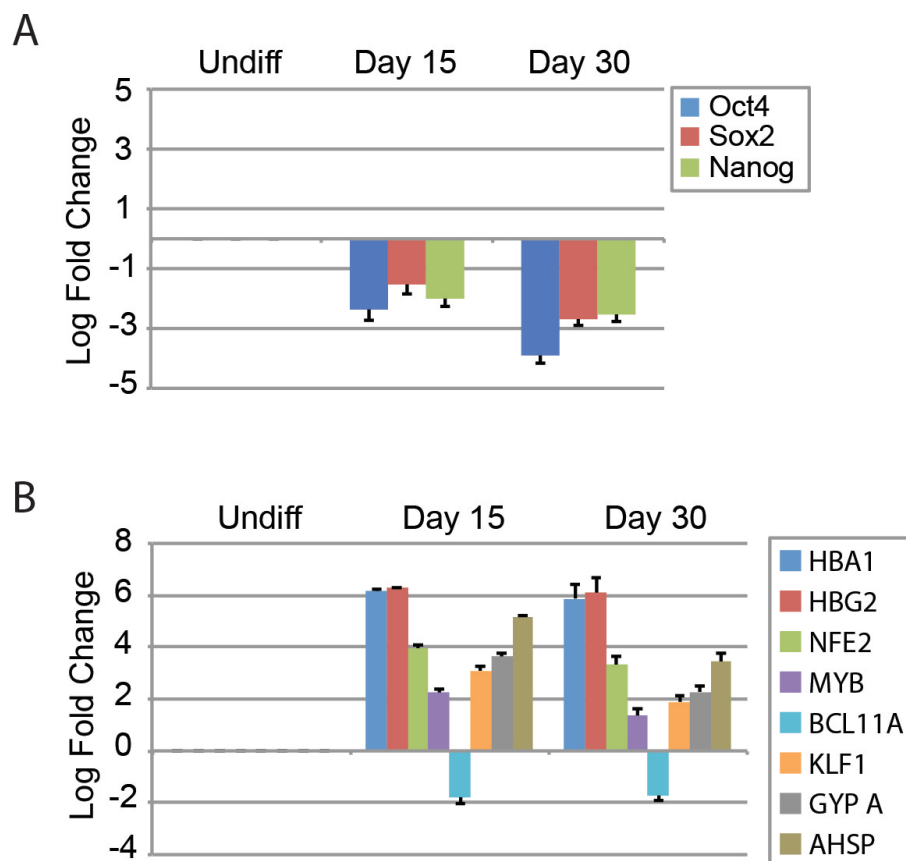 A
Undiff Day 15 Day 30
5
3
1
-1
-3
-5
Log Fold Change
Oct4
Sox2
Nanog
B
Undiff Day 15 Day 30
8
6
4
2
0
-2
-4
Log Fold Change
HBA1
HBG2
NFE2
MYB
BCL11A
KLF1
GYP A
AHSP